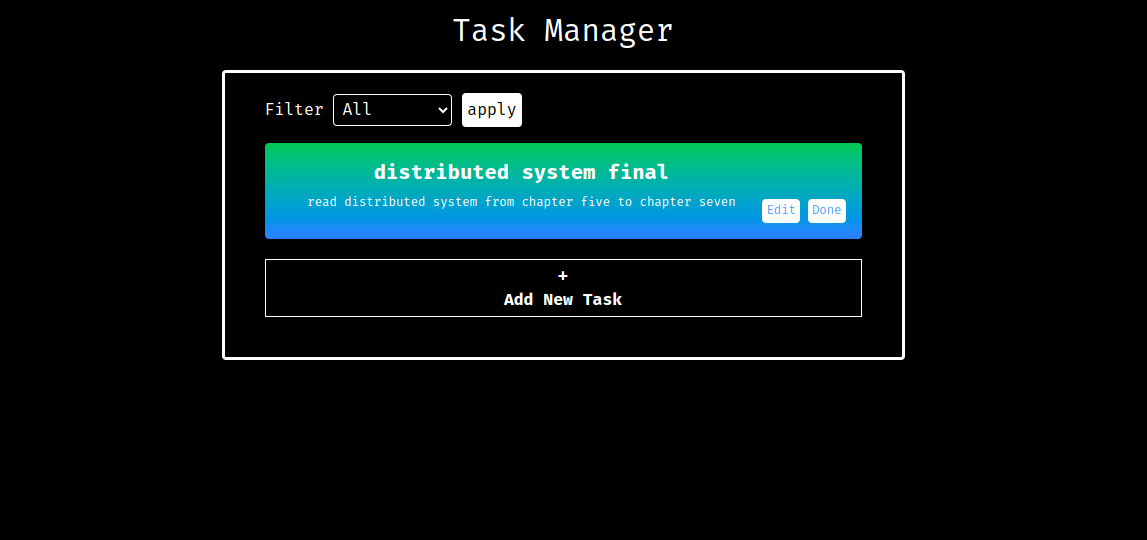 Task Manager
Filter All apply
distributed system final
read distributed system from chapter five to chapter seven
Edit Done
+
Add New Task